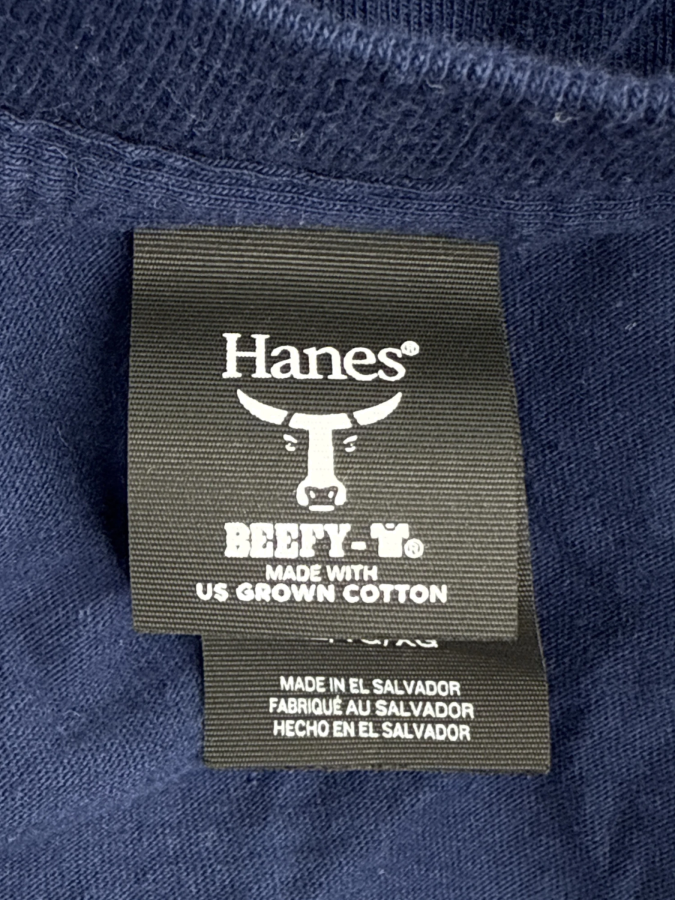 Hanes®
BEEFY-T®
MADE WITH
US GROWN COTTON
MADE IN EL SALVADOR
FABRIQUÉ AU SALVADOR
HECHO EN EL SALVADOR